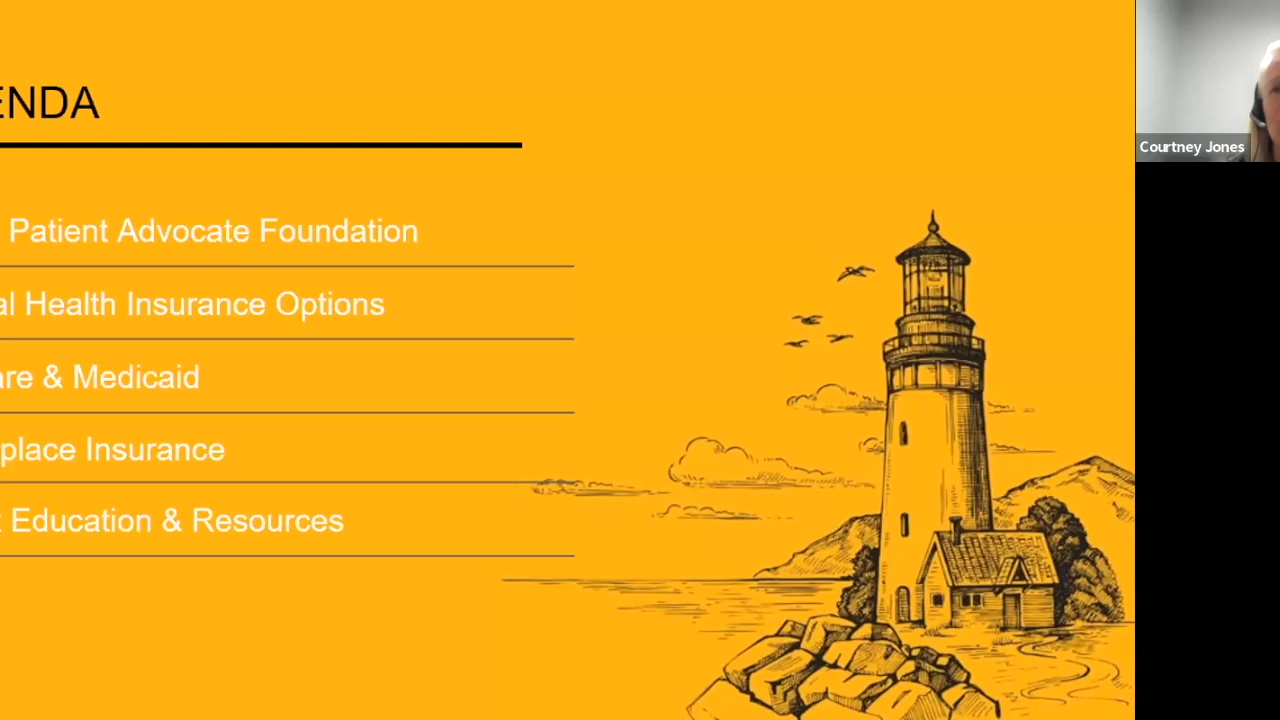 ENDA
Courtney Jones
Patient Advocate Foundation
al Health Insurance Options
are & Medicaid
place Insurance
t Education & Resources